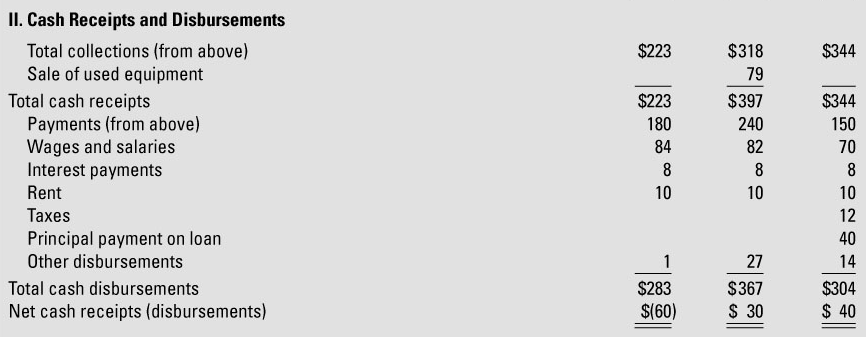 II. Cash Receipts and Disbursements
Total collections (from above) $223 $318 $344
Sale of used equipment 79
Total cash receipts $223 $397 $344
Payments (from above) 180 240 150
Wages and salaries 84 82 70
Interest payments 8 8 8
Rent 10 10 10
Taxes 12
Principal payment on loan 40
Other disbursements 1 27 14
Total cash disbursements $283 $367 $304
Net cash receipts (disbursements) $(60) $ 30 $ 40